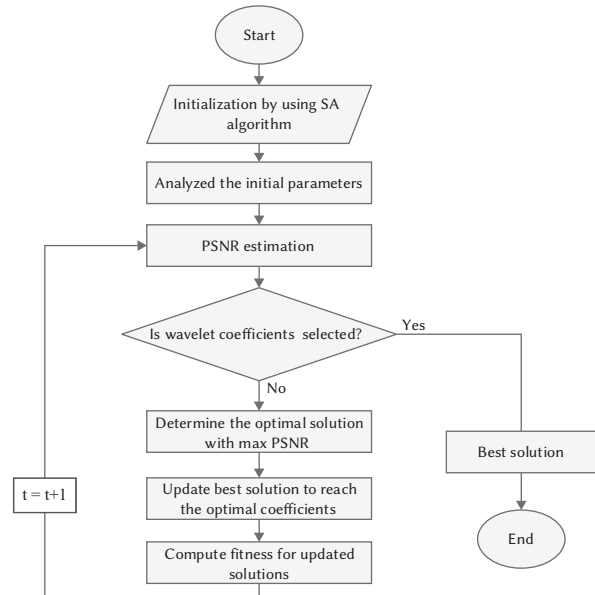 Start
Initialization by using SA
algorithm
Analyzed the initial parameters
PSNR estimation
Is wavelet coefficients selected?
Yes
No
Determine the optimal solution
with max PSNR
Best solution
t = t+1
Update best solution to reach
the optimal coefficients
End
Compute fitness for updated
solutions